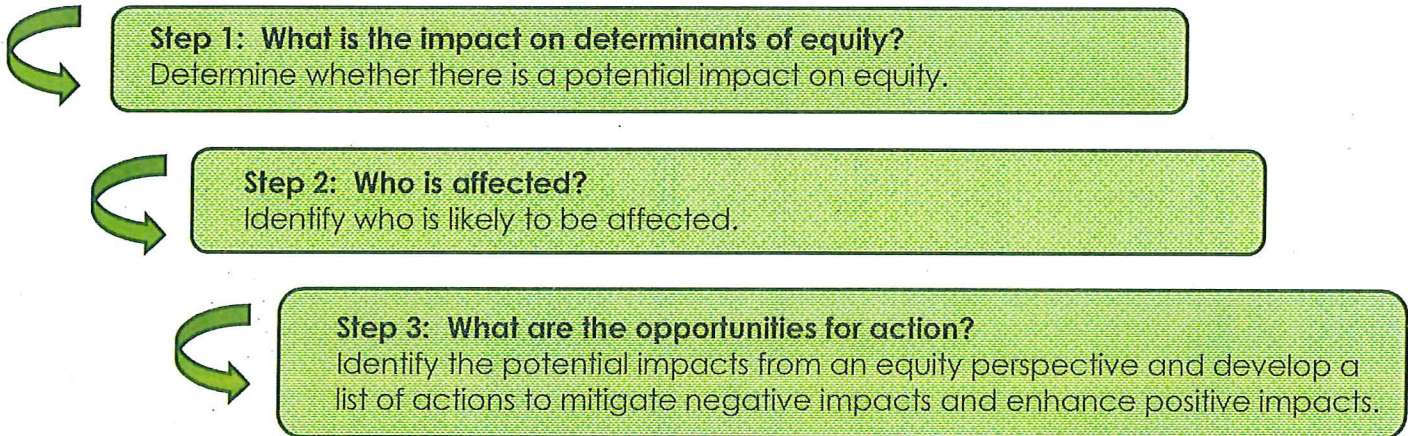 Step 1: What is the impact on determinants of equity?
Determine whether there is a potential impact on equity.
Step 2: Who is affected?
Identify who is likely to be affected.
Step 3: What are the opportunities for action?
Identify the potential impacts from an equity perspective and develop a
list of actions to mitigate negative impacts and enhance positive impacts.